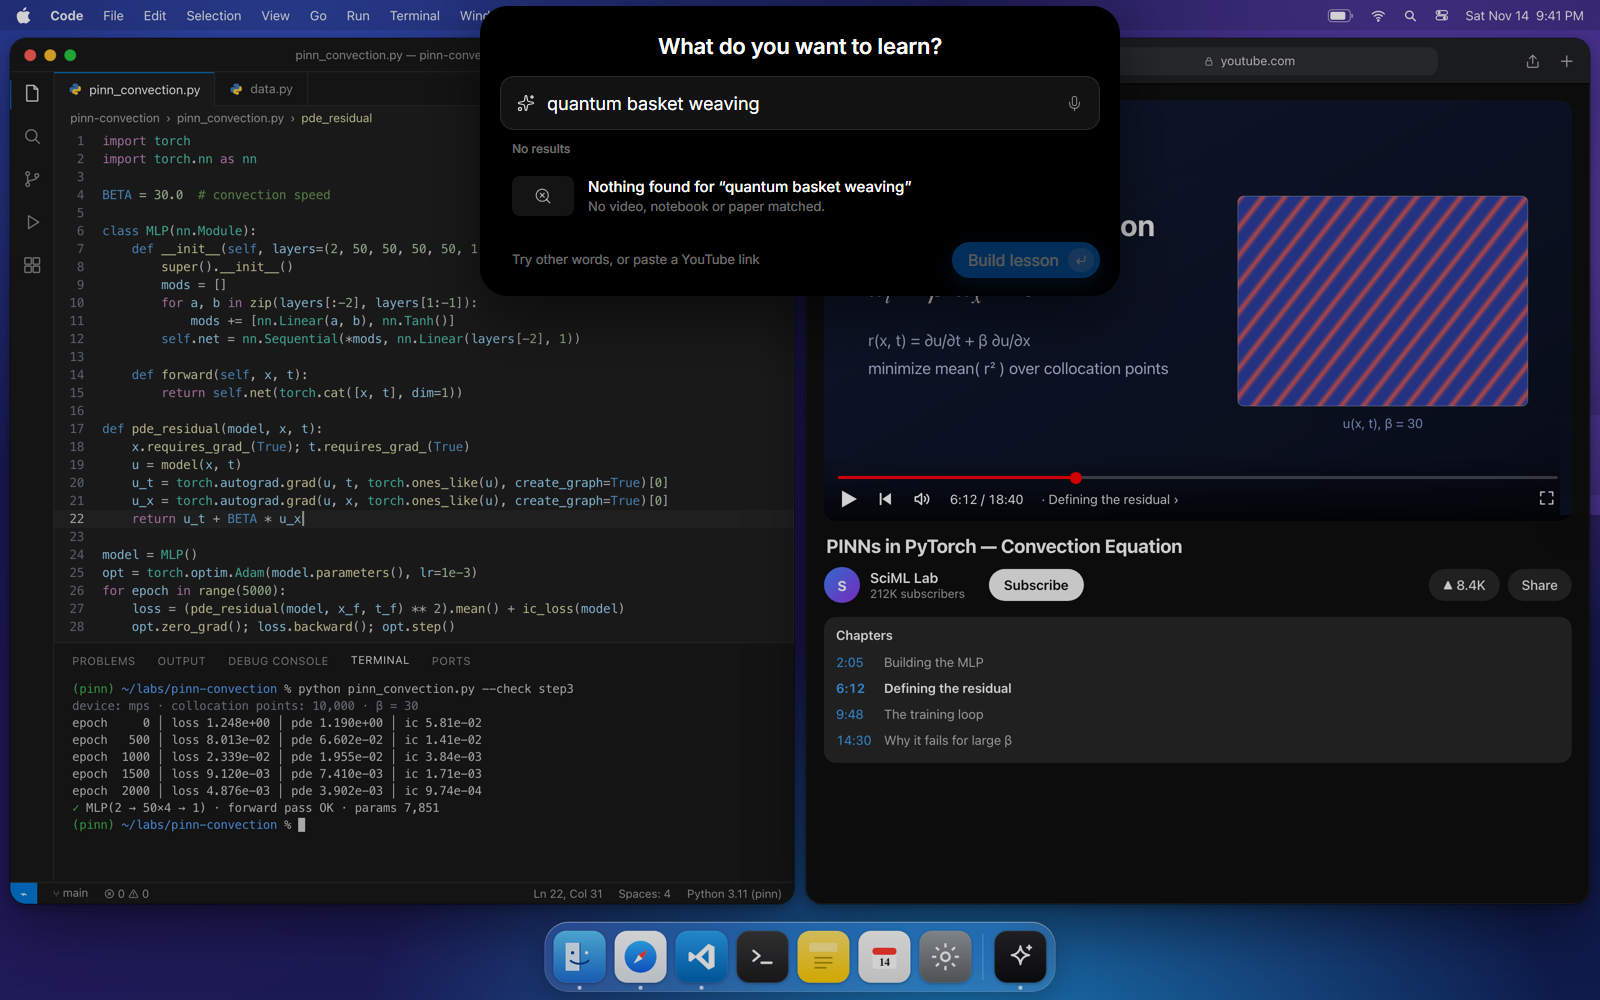 Code File Edit Selection View Go Run Terminal
Sat Nov 14 9:41 PM
What do you want to learn?
quantum basket weaving
No results
Nothing found for “quantum basket weaving”
No video, notebook or paper matched.
Try other words, or paste a YouTube link
Build lesson
pinn_convection.py
pinn_convection.py
data.py
pinn-convection › pinn_convection.py › pde_residual
1 import torch
2 import torch.nn as nn
3
4 BETA = 30.0 # convection speed
5
6 class MLP(nn.Module):
7 def __init__(self, layers=(2, 50, 50, 50, 50, 1
8 super().__init__()
9 mods = []
10 for a, b in zip(layers[:-2], layers[1:-1]):
11 mods += [nn.Linear(a, b), nn.Tanh()]
12 self.net = nn.Sequential(*mods, nn.Linear(layers[-2], 1))
13
14 def forward(self, x, t):
15 return self.net(torch.cat([x, t], dim=1))
16
17 def pde_residual(model, x, t):
18 x.requires_grad_(True); t.requires_grad_(True)
19 u = model(x, t)
20 u_t = torch.autograd.grad(u, t, torch.ones_like(u), create_graph=True)[0]
21 u_x = torch.autograd.grad(u, x, torch.ones_like(u), create_graph=True)[0]
22 return u_t + BETA * u_x
23
24 model = MLP()
25 opt = torch.optim.Adam(model.parameters(), lr=1e-3)
26 for epoch in range(5000):
27 loss = (pde_residual(model, x_f, t_f) ** 2).mean() + ic_loss(model)
28 opt.zero_grad(); loss.backward(); opt.step()
PROBLEMS OUTPUT DEBUG CONSOLE TERMINAL PORTS
(pinn) ~/labs/pinn-convection % python pinn_convection.py --check step3
device: mps · collocation points: 10,000 · β = 30
epoch 0 | loss 1.248e+00 | pde 1.190e+00 | ic 5.81e-02
epoch 500 | loss 8.013e-02 | pde 6.602e-02 | ic 1.41e-02
epoch 1000 | loss 2.339e-02 | pde 1.955e-02 | ic 3.84e-03
epoch 1500 | loss 9.120e-03 | pde 7.410e-03 | ic 1.71e-03
epoch 2000 | loss 4.876e-03 | pde 3.902e-03 | ic 9.74e-04
✓ MLP(2 → 50×4 → 1) · forward pass OK · params 7,851
(pinn) ~/labs/pinn-convection %
main 0 0
Ln 22, Col 31 Spaces: 4 Python 3.11 (pinn)
youtube.com
on
r(x, t) = ∂u/∂t + β ∂u/∂x
minimize mean( r² ) over collocation points
u(x, t), β = 30
6:12 / 18:40 · Defining the residual ›
PINNs in PyTorch — Convection Equation
S
SciML Lab
212K subscribers
Subscribe
8.4K
Share
Chapters
2:05 Building the MLP
6:12 Defining the residual
9:48 The training loop
14:30 Why it fails for large β
14